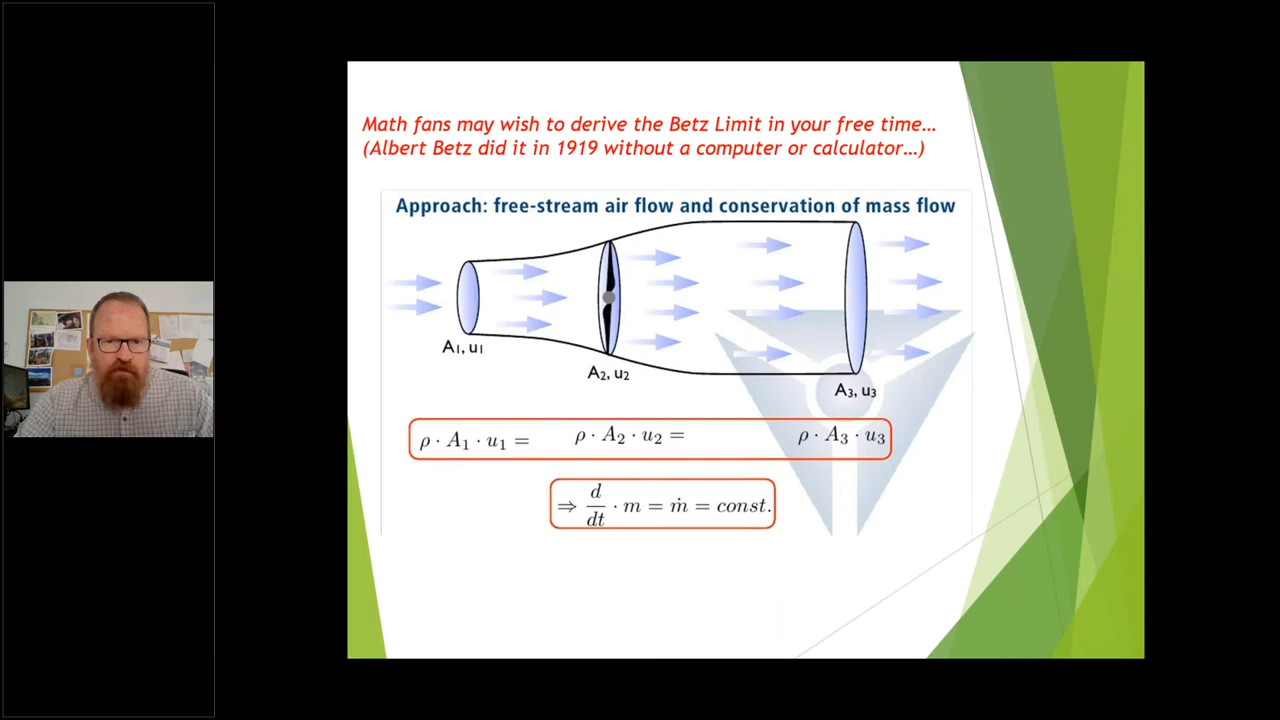 Math fans may wish to derive the Betz Limit in your free time…
(Albert Betz did it in 1919 without a computer or calculator…)
Approach: free-stream air flow and conservation of mass flow
A₁, u₁
A₂, u₂
A₃, u₃
ρ · A₁ · u₁ = ρ · A₂ · u₂ = ρ · A₃ · u₃
⇒ d/dt · m = ṁ = const.